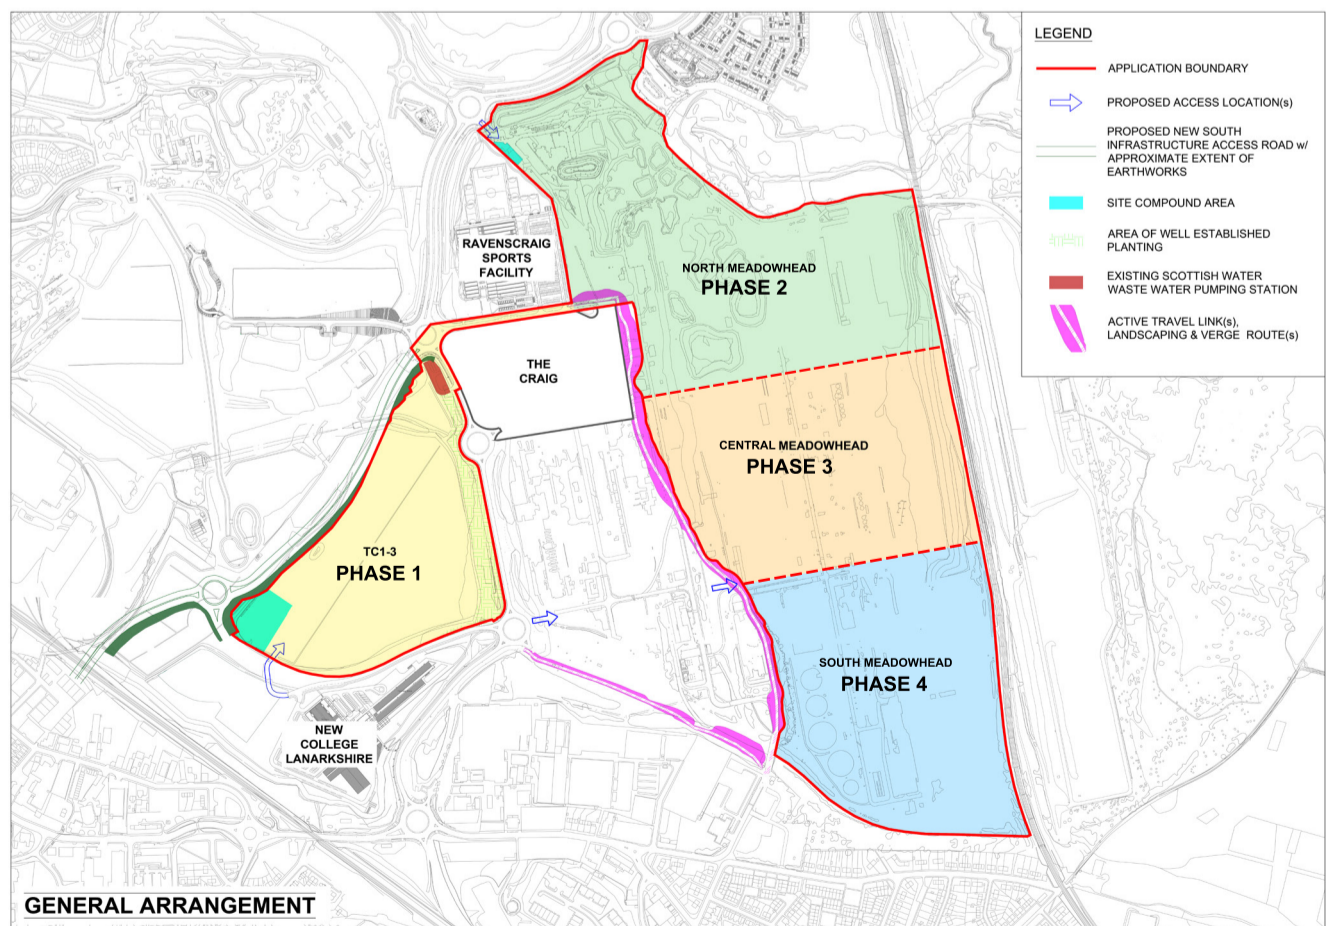 LEGEND
APPLICATION BOUNDARY
PROPOSED ACCESS LOCATION(s)
PROPOSED NEW SOUTH
INFRASTRUCTURE ACCESS ROAD w/
APPROXIMATE EXTENT OF
EARTHWORKS
SITE COMPOUND AREA
AREA OF WELL ESTABLISHED
PLANTING
EXISTING SCOTTISH WATER
WASTE WATER PUMPING STATION
ACTIVE TRAVEL LINK(s),
LANDSCAPING & VERGE ROUTE(s)
RAVENSCRAIG
SPORTS
FACILITY
NORTH MEADOWHEAD
PHASE 2
THE
CRAIG
CENTRAL MEADOWHEAD
PHASE 3
TC1-3
PHASE 1
SOUTH MEADOWHEAD
PHASE 4
NEW
COLLEGE
LANARKSHIRE
GENERAL ARRANGEMENT